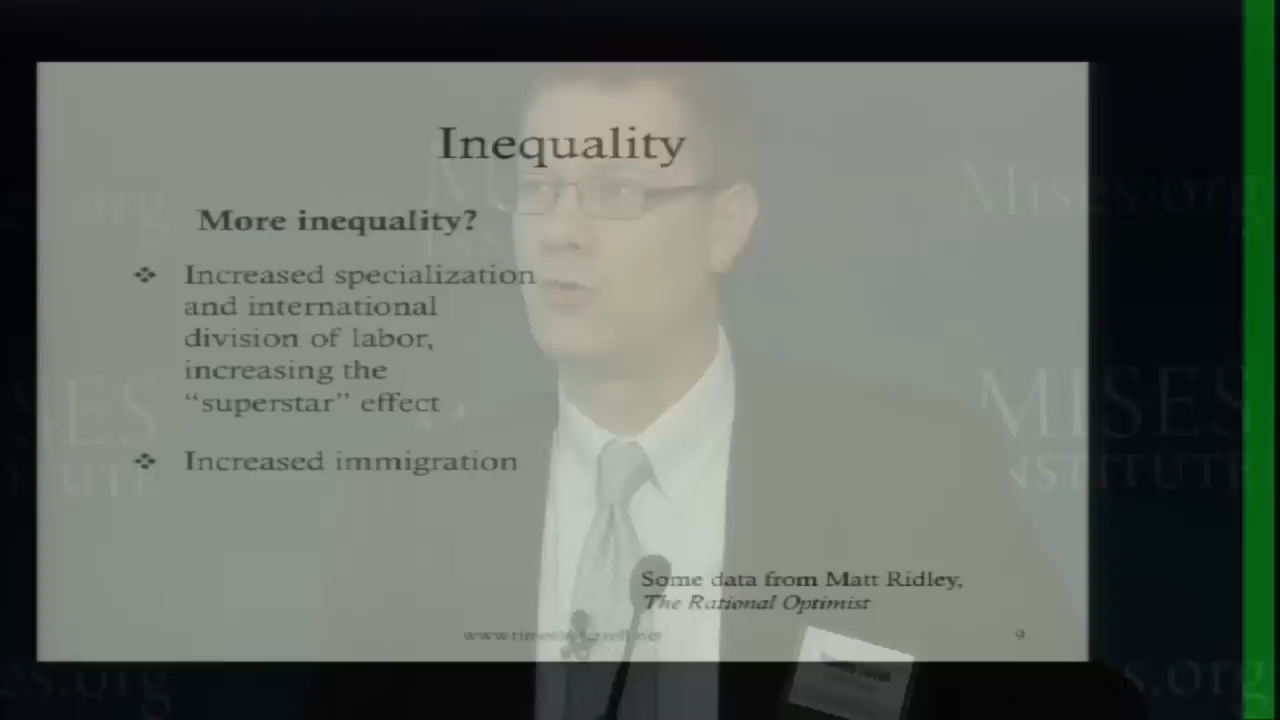 Inequality
More inequality?
Increased specialization
and international
division of labor,
increasing the
“superstar” effect
Increased immigration
Some data from Matt Ridley,
The Rational Optimist
9
Mises.org
MISES
INSTITUTE